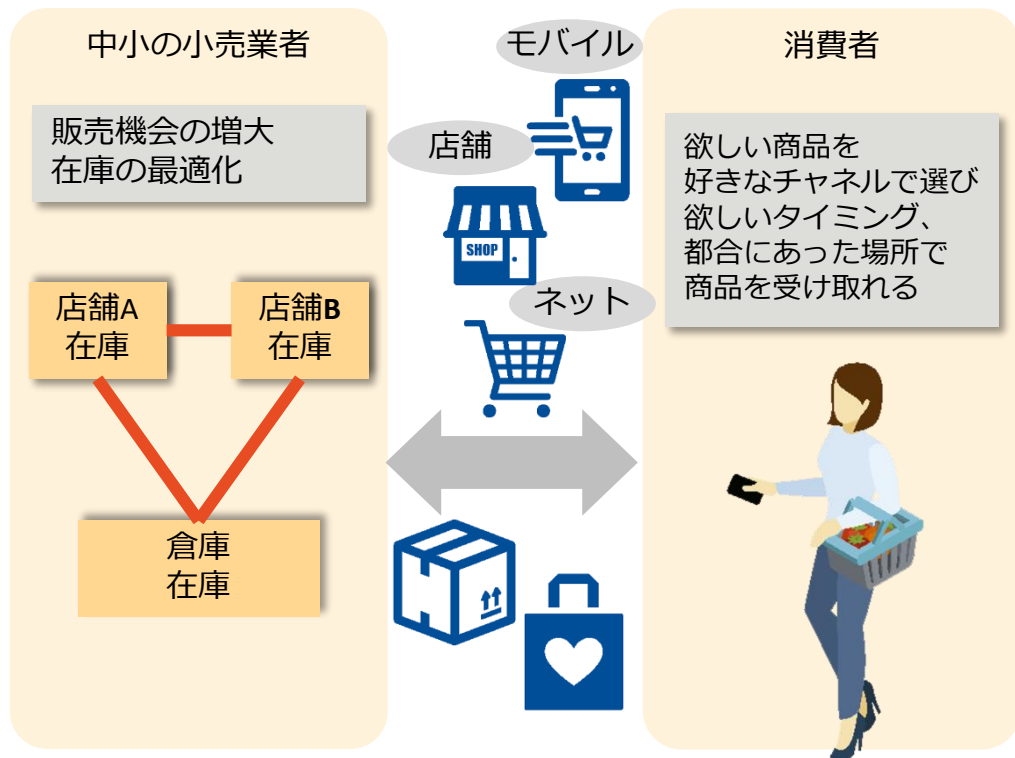 中小の小売業者
販売機会の増大
在庫の最適化
店舗A
在庫
店舗B
在庫
倉庫
在庫
モバイル
店舗
SHOP
ネット
消費者
欲しい商品を
好きなチャネルで選び
欲しいタイミング、
都合にあった場所で
商品を受け取れる